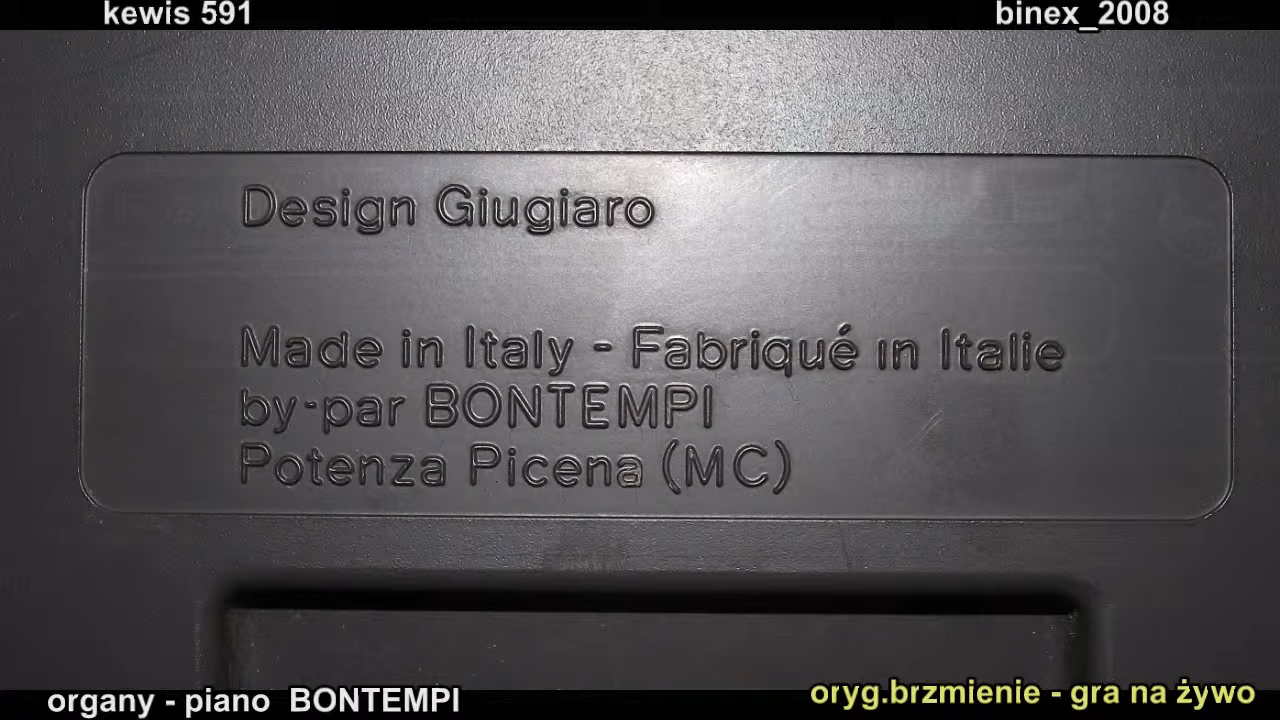 kewis 591
binex_2008
Design Giugiaro
Made in Italy - Fabriqué in Italie
by-par BONTEMPI
Potenza Picena (MC)
organy - piano BONTEMPI
oryg.brzmienie - gra na żywo